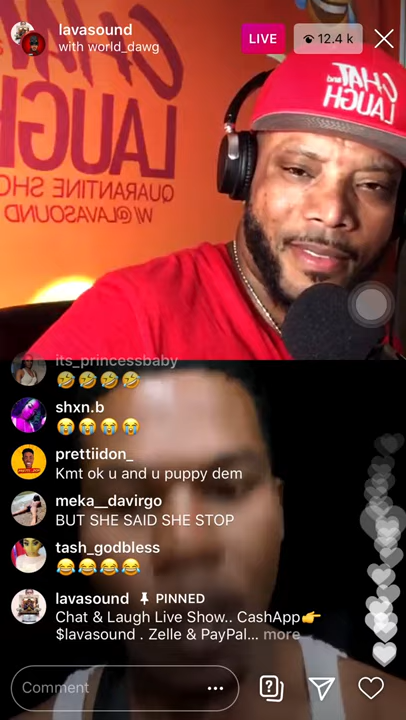 lavasound
with world_dawg
LIVE
12.4 k
CHAT and
LAUGH
CHAT
LAUGH
QUARANTINE SHO
W/@LAVASOUND
its_princessbaby
🤣🤣🤣🤣
shxn.b
😭😭😭😭
prettiidon_
Kmt ok u and u puppy dem
meka__davirgo
BUT SHE SAID SHE STOP
tash_godbless
😂😂😂😂
lavasound PINNED
Chat & Laugh Live Show.. CashApp👉
$lavasound . Zelle & PayPal... more
Comment